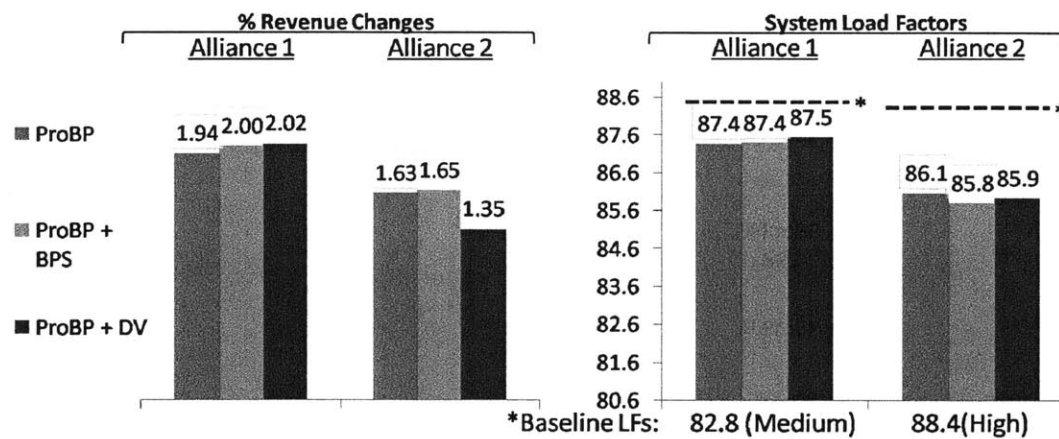 % Revenue Changes
Alliance 1 Alliance 2
ProBP
ProBP +
BPS
ProBP + DV
1.94 2.00 2.02
1.63 1.65
1.35
System Load Factors
Alliance 1 Alliance 2
88.6
87.6
86.6
85.6
84.6
83.6
82.6
81.6
80.6
*
87.4 87.4 87.5
*
86.1 85.8 85.9
*Baseline LFs: 82.8 (Medium) 88.4(High)